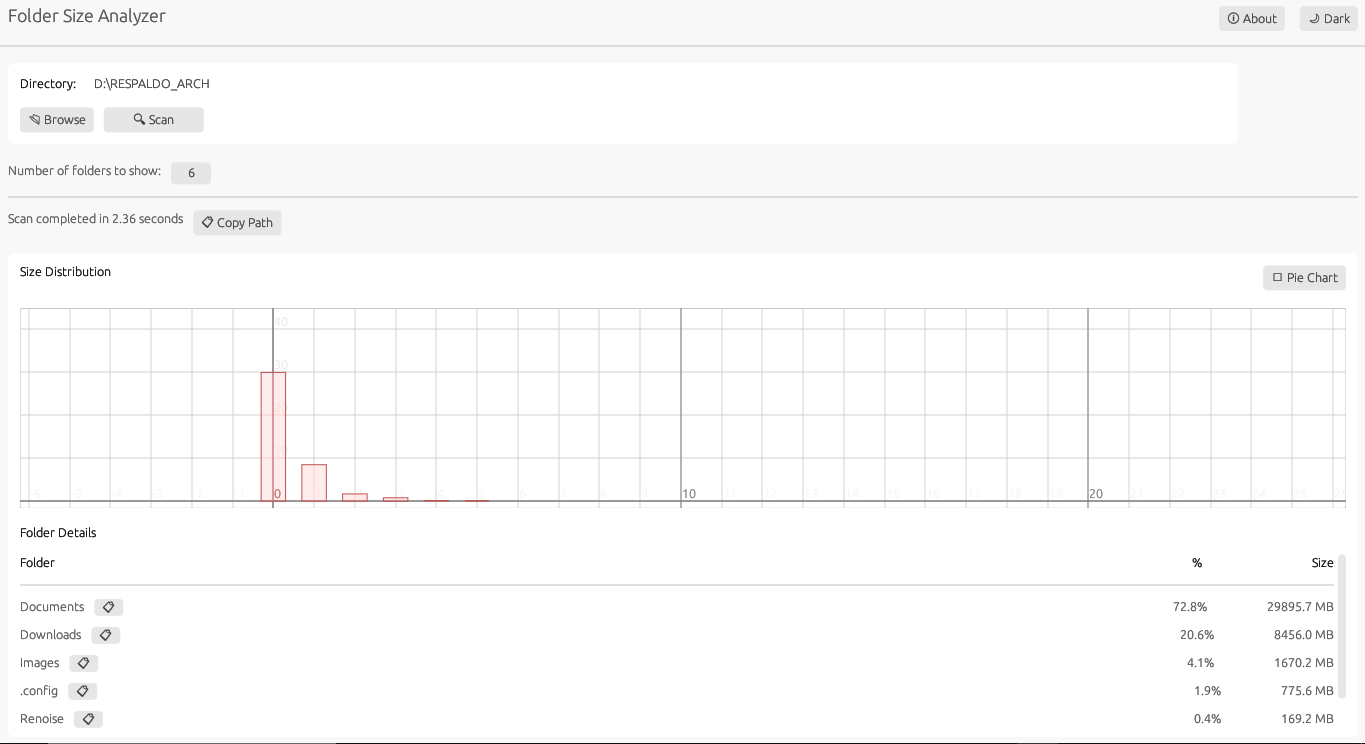 Folder Size Analyzer
About
Dark
Directory: D:\RESPALDO_ARCH
Browse
Scan
Number of folders to show: 6
Scan completed in 2.36 seconds
Copy Path
Size Distribution
Pie Chart
40
30
0 10 20
Folder Details
Folder % Size
Documents 72.8% 29895.7 MB
Downloads 20.6% 8456.0 MB
Images 4.1% 1670.2 MB
.config 1.9% 775.6 MB
Renoise 0.4% 169.2 MB